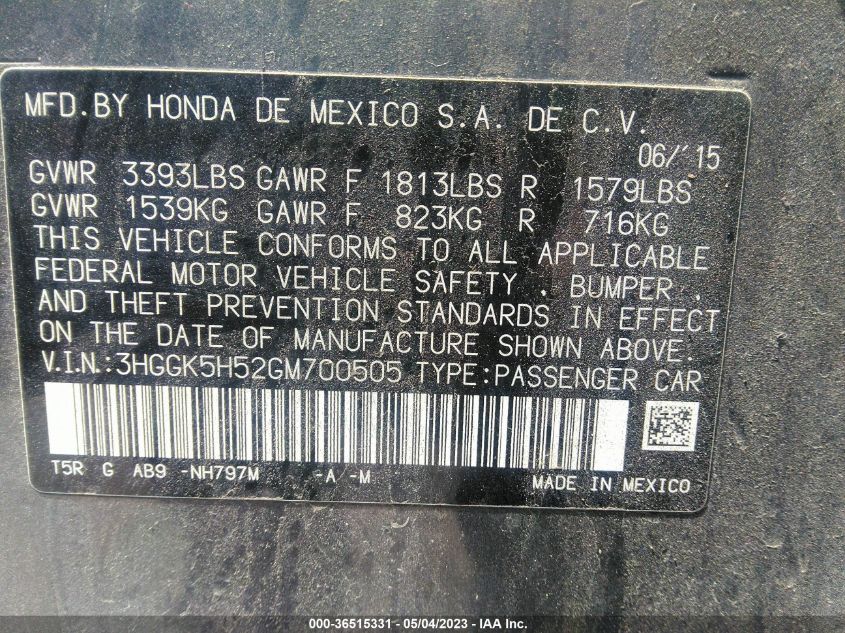 MFD.BY HONDA DE MEXICO S.A. DE C.V.
06/'15
GVWR 3393LBS GAWR F 1813LBS R 1579LBS
GVWR 1539KG GAWR F 823KG R 716KG
THIS VEHICLE CONFORMS TO ALL APPLICABLE
FEDERAL MOTOR VEHICLE SAFETY , BUMPER ,
AND THEFT PREVENTION STANDARDS IN EFFECT
ON THE DATE OF MANUFACTURE SHOWN ABOVE.
V.I.N.:3HGGK5H52GM700505 TYPE:PASSENGER CAR
T5R G AB9 -NH797M -A -M
MADE IN MEXICO
000-36515331 - 05/04/2023 - IAA Inc.